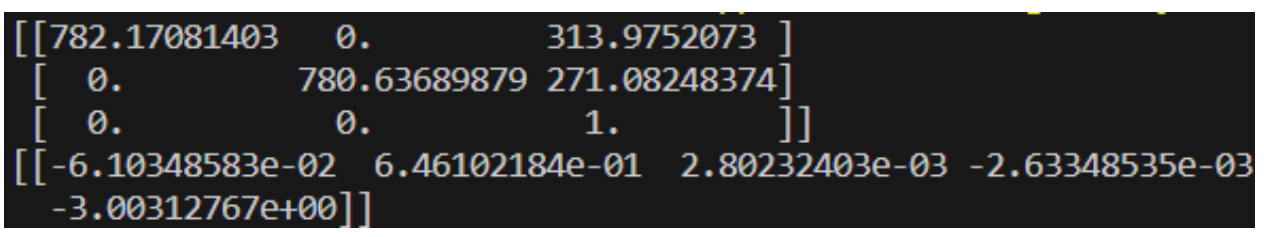 [[782.17081403   0.         313.9752073 ]
 [  0.         780.63689879 271.08248374]
 [  0.           0.           1.        ]]
[[-6.10348583e-02  6.46102184e-01  2.80232403e-03 -2.63348535e-03
  -3.00312767e+00]]